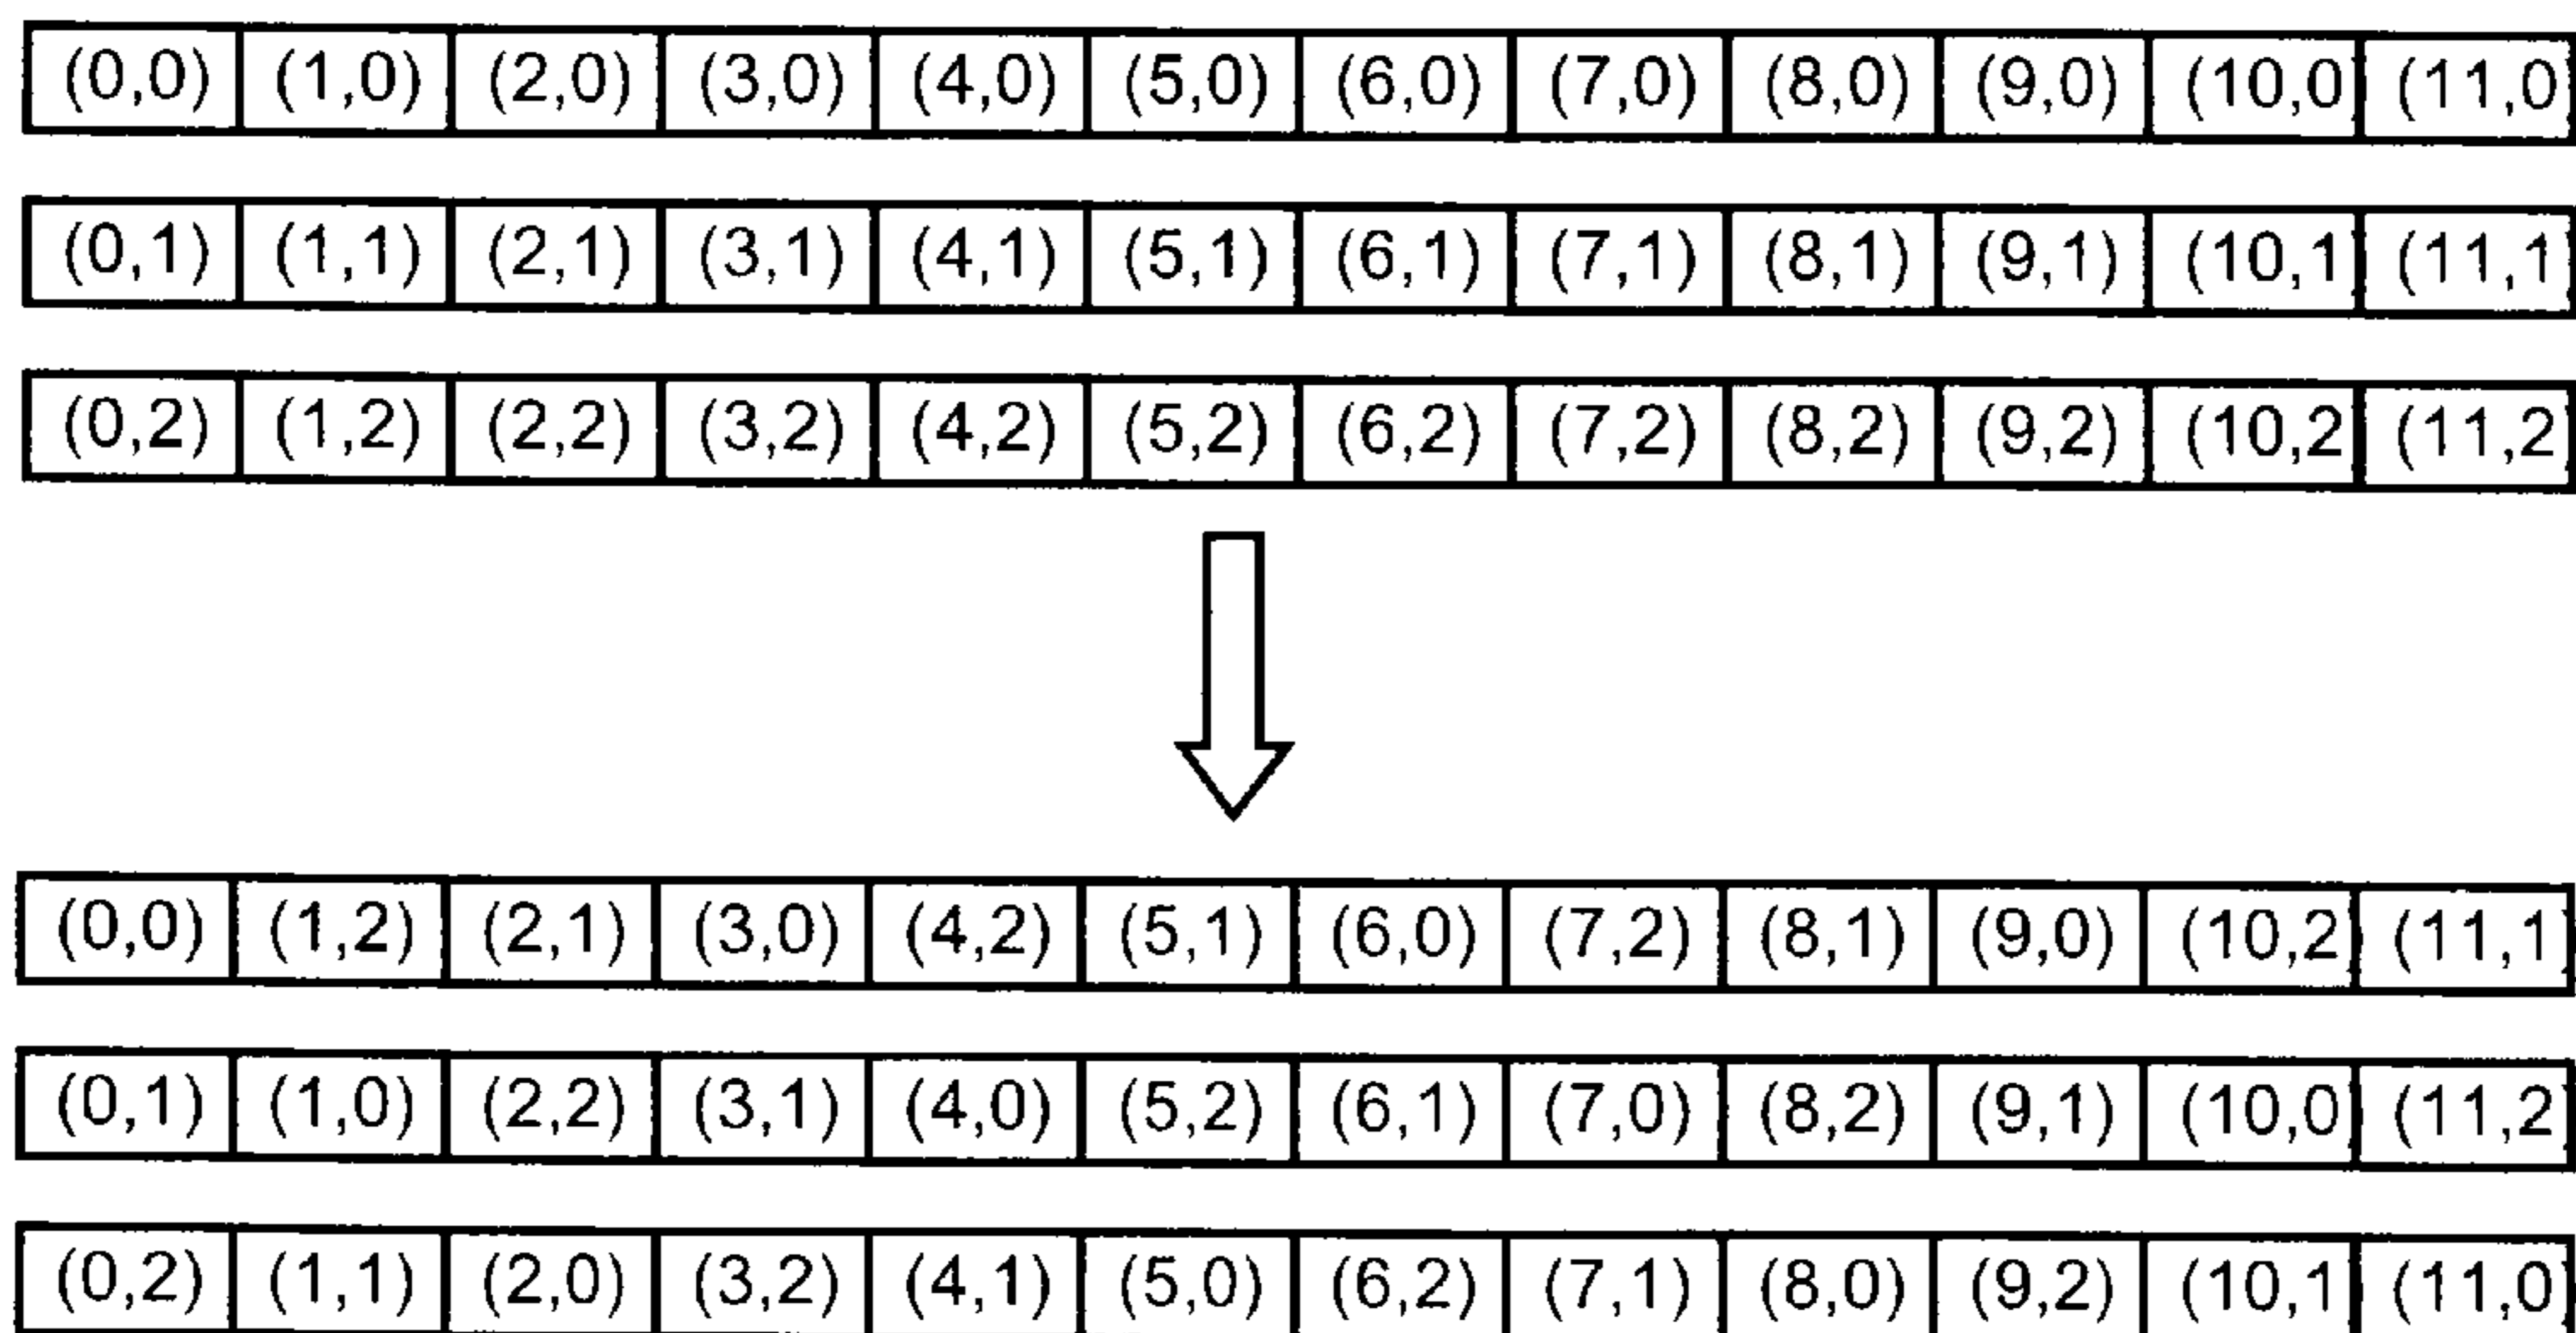 (0,0) (1,0) (2,0) (3,0) (4,0) (5,0) (6,0) (7,0) (8,0) (9,0) (10,0 (11,0
(0,1) (1,1) (2,1) (3,1) (4,1) (5,1) (6,1) (7,1) (8,1) (9,1) (10,1 (11,1
(0,2) (1,2) (2,2) (3,2) (4,2) (5,2) (6,2) (7,2) (8,2) (9,2) (10,2 (11,2
(0,0) (1,2) (2,1) (3,0) (4,2) (5,1) (6,0) (7,2) (8,1) (9,0) (10,2 (11,1
(0,1) (1,0) (2,2) (3,1) (4,0) (5,2) (6,1) (7,0) (8,2) (9,1) (10,0 (11,2
(0,2) (1,1) (2,0) (3,2) (4,1) (5,0) (6,2) (7,1) (8,0) (9,2) (10,1 (11,0